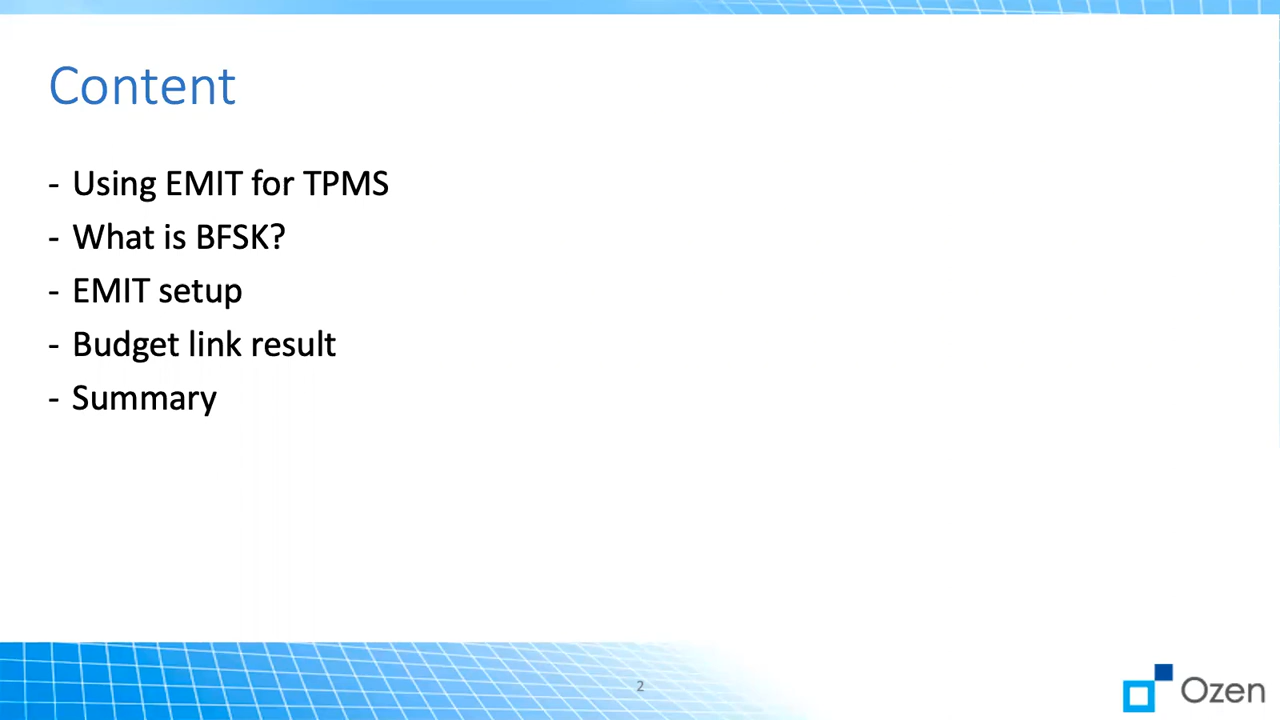 Content
- Using EMIT for TPMS
- What is BFSK?
- EMIT setup
- Budget link result
- Summary
2
Ozen